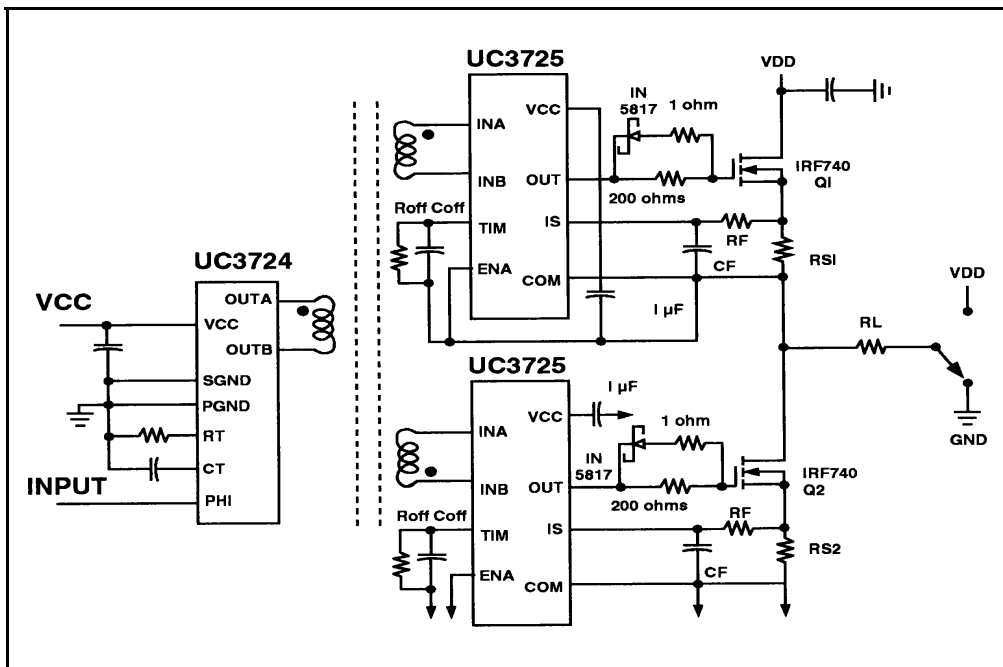 UC3725
VDD
IN
5817
1 ohm
VCC
INA
INB
OUT
200 ohms
IRF740
Q1
Roff Coff
TIM
IS
RF
ENA
COM
CF
1 µF
RS1
UC3724
VCC
OUTA
VCC
OUTB
SGND
PGND
RT
CT
INPUT
PHI
VDD
RL
GND
UC3725
1 µF
VCC
1 ohm
INA
IN
5817
INB
OUT
200 ohms
IRF740
Q2
Roff Coff
TIM
IS
RF
RS2
ENA
COM
CF